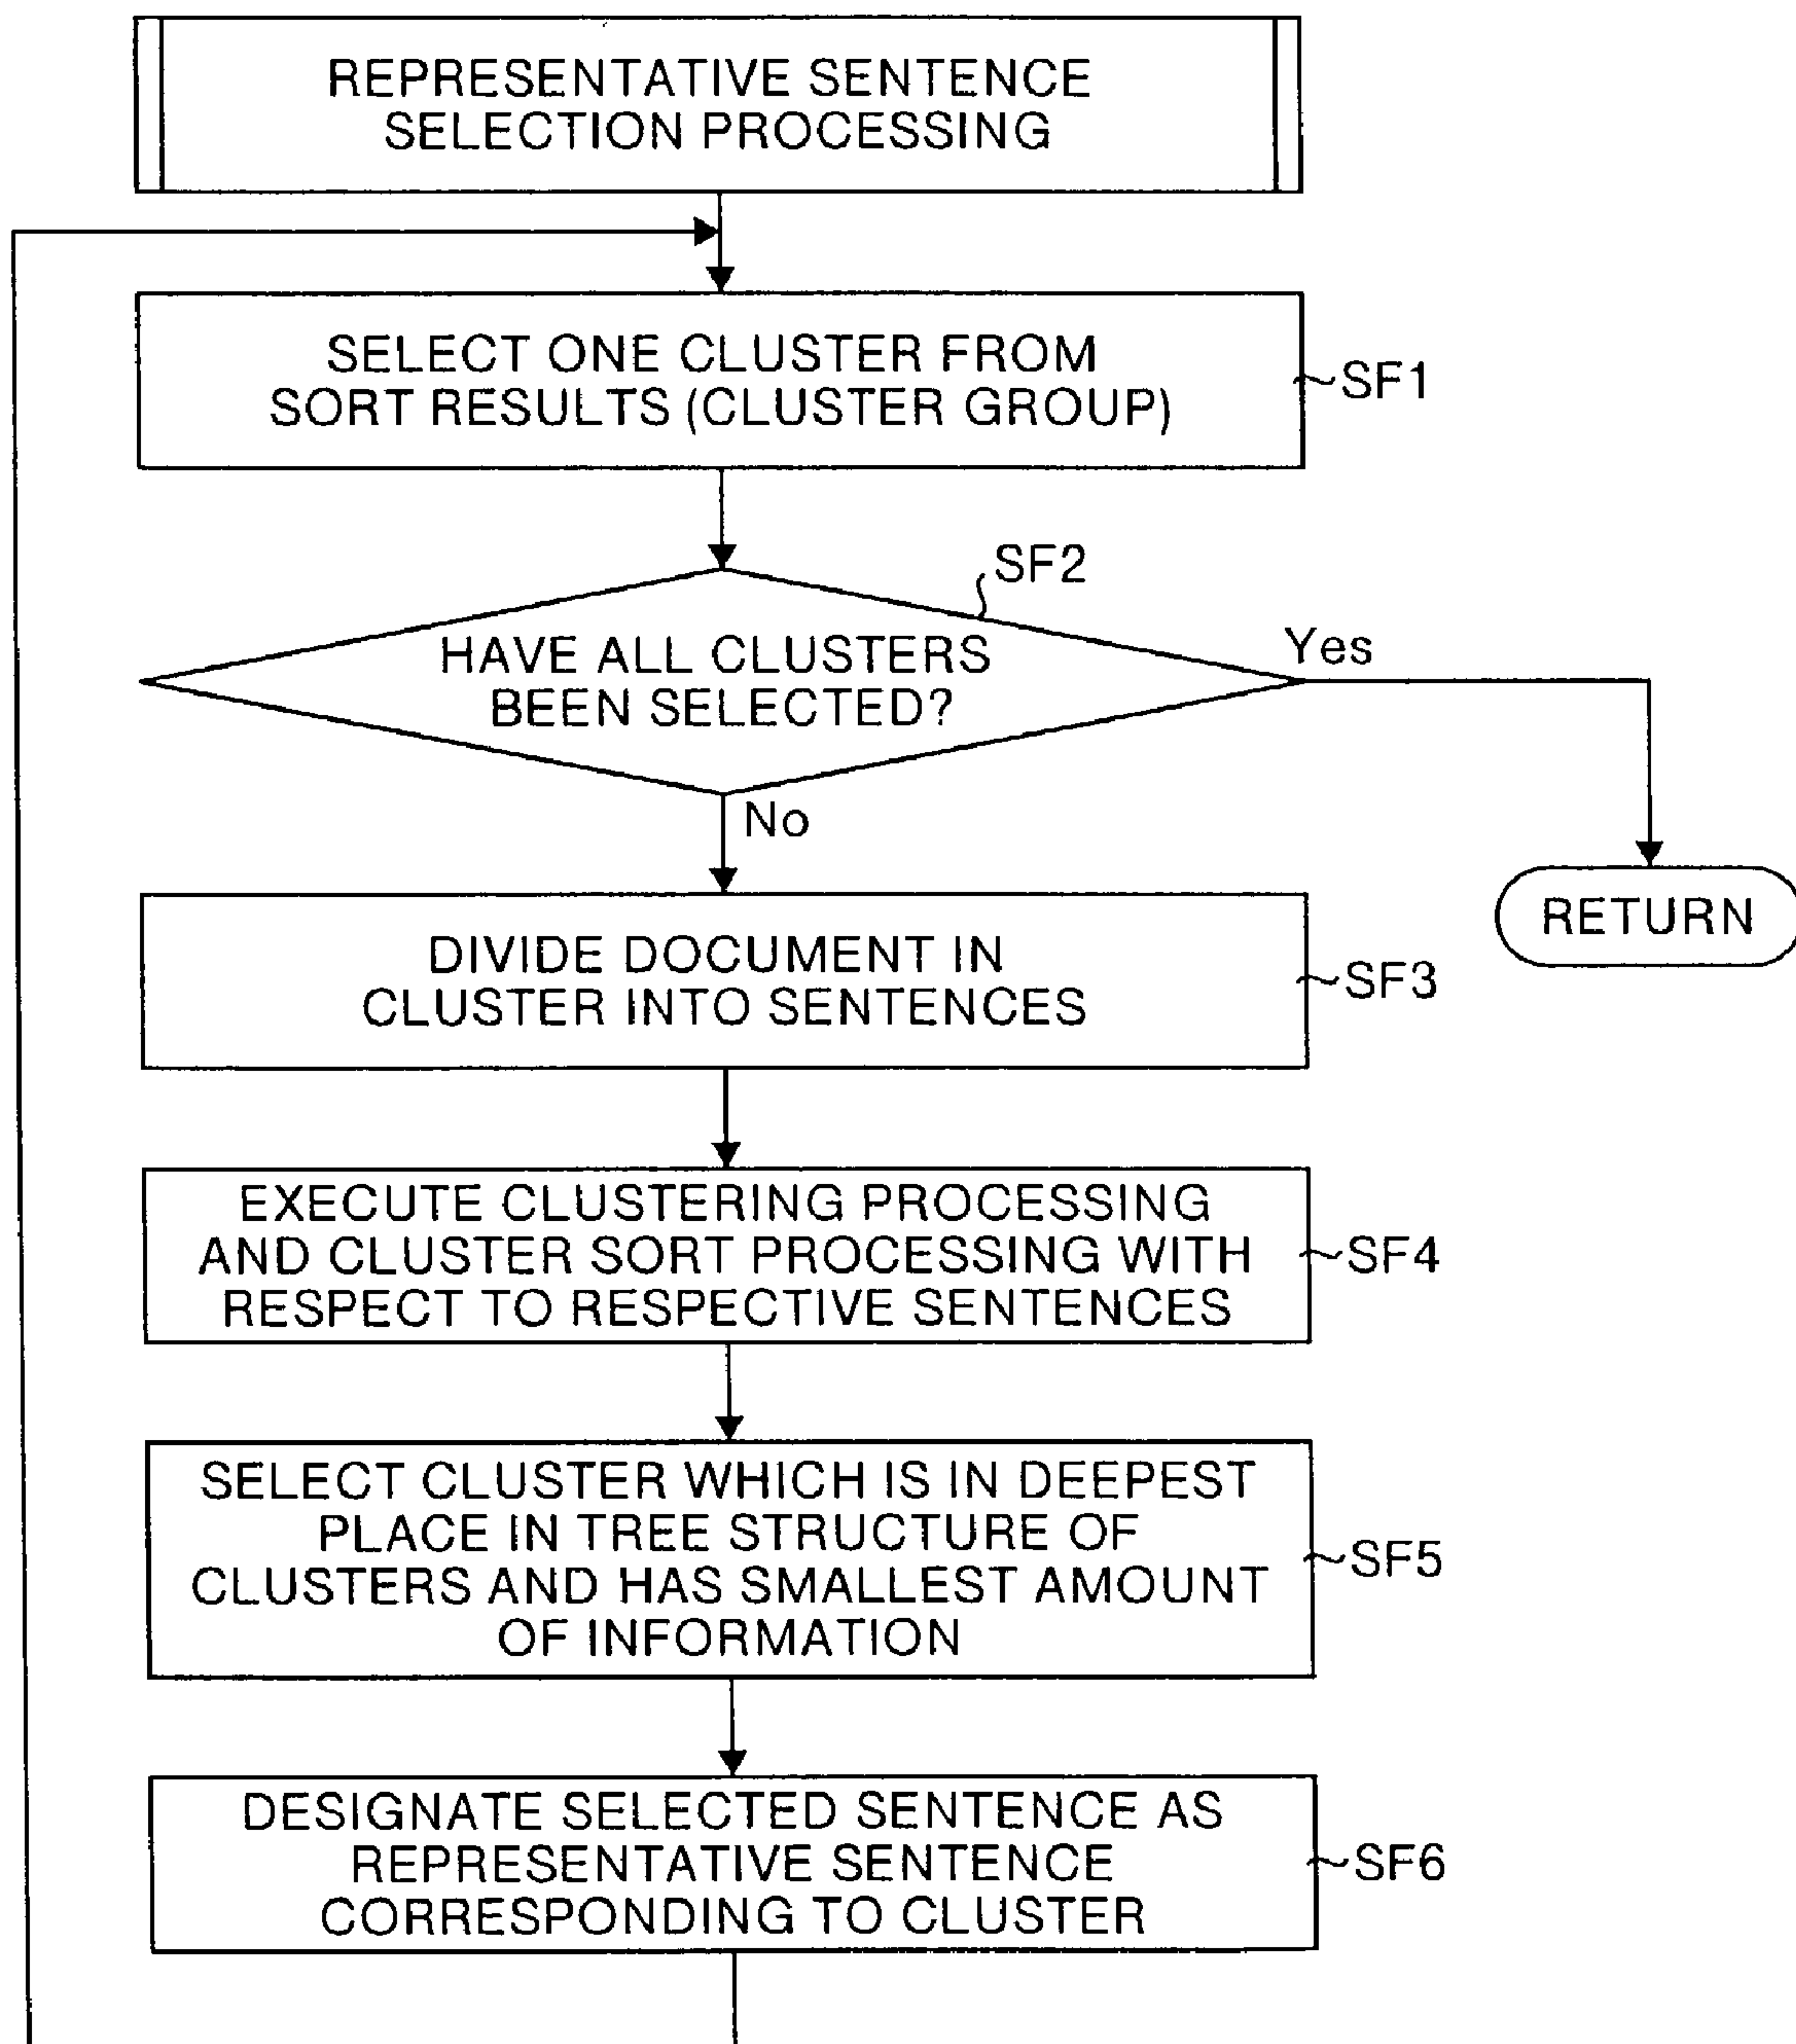 REPRESENTATIVE SENTENCE
SELECTION PROCESSING
SELECT ONE CLUSTER FROM
SORT RESULTS (CLUSTER GROUP)
SF1
SF2
HAVE ALL CLUSTERS
BEEN SELECTED?
Yes
No
RETURN
DIVIDE DOCUMENT IN
CLUSTER INTO SENTENCES
SF3
EXECUTE CLUSTERING PROCESSING
AND CLUSTER SORT PROCESSING WITH
RESPECT TO RESPECTIVE SENTENCES
SF4
SELECT CLUSTER WHICH IS IN DEEPEST
PLACE IN TREE STRUCTURE OF
CLUSTERS AND HAS SMALLEST AMOUNT
OF INFORMATION
SF5
DESIGNATE SELECTED SENTENCE AS
REPRESENTATIVE SENTENCE
CORRESPONDING TO CLUSTER
SF6